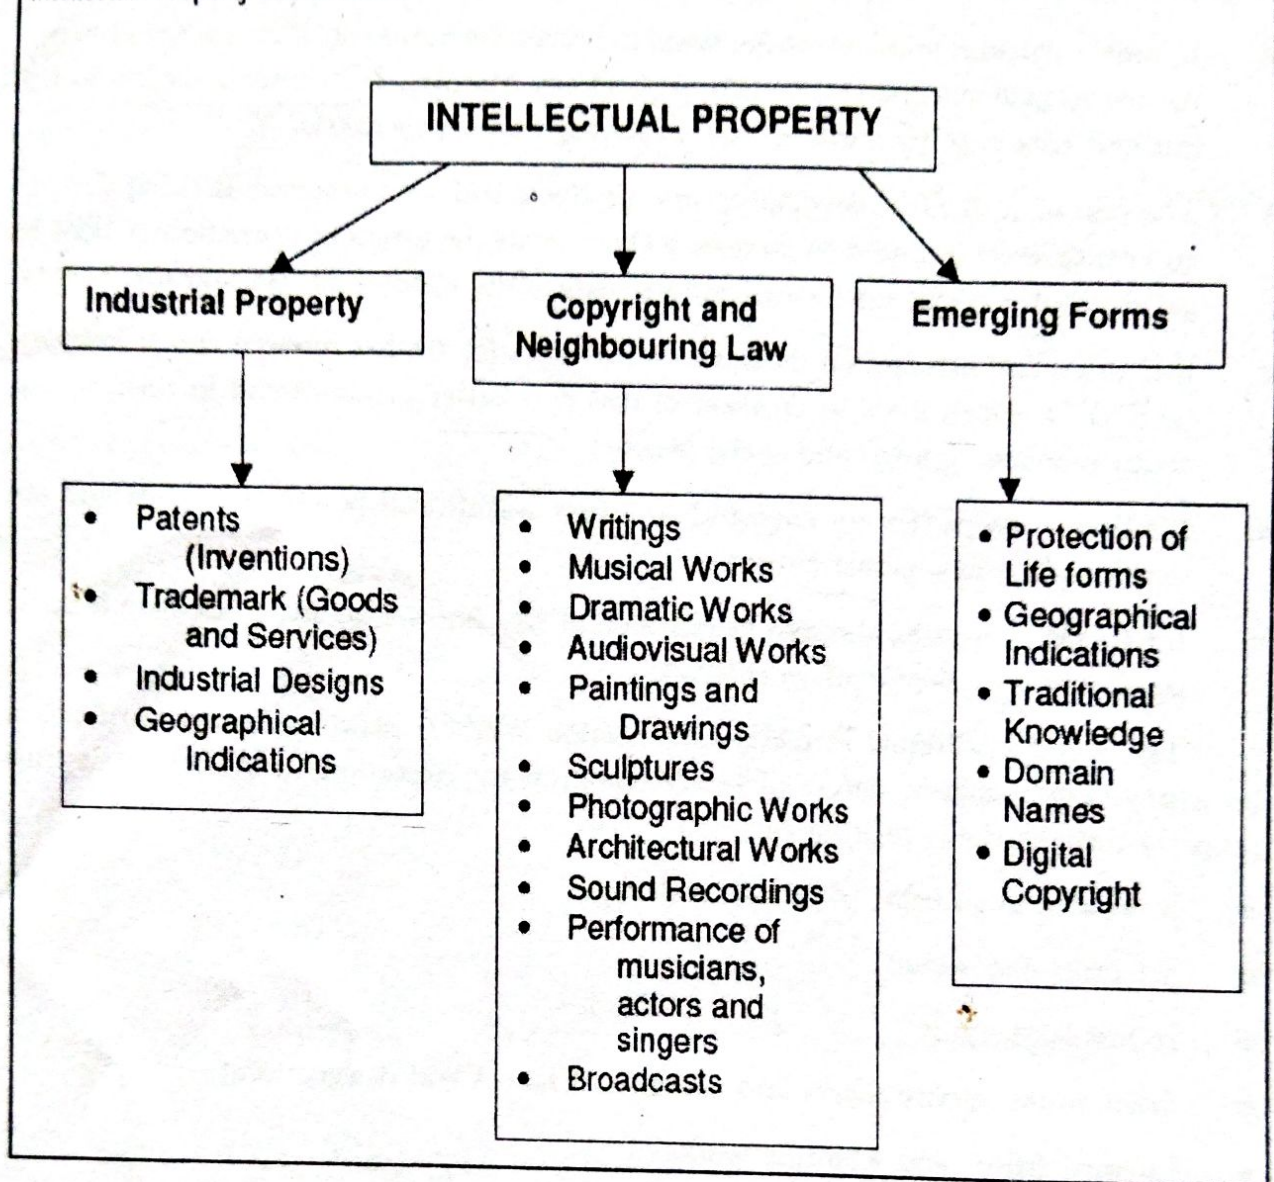 INTELLECTUAL PROPERTY
Industrial Property
Copyright and
Neighbouring Law
Emerging Forms
• Patents
(Inventions)
• Trademark (Goods
and Services)
• Industrial Designs
• Geographical
Indications
• Writings
• Musical Works
• Dramatic Works
• Audiovisual Works
• Paintings and
Drawings
• Sculptures
• Photographic Works
• Architectural Works
• Sound Recordings
• Performance of
musicians,
actors and
singers
• Broadcasts
• Protection of
Life forms
• Geographical
Indications
• Traditional
Knowledge
• Domain
Names
• Digital
Copyright